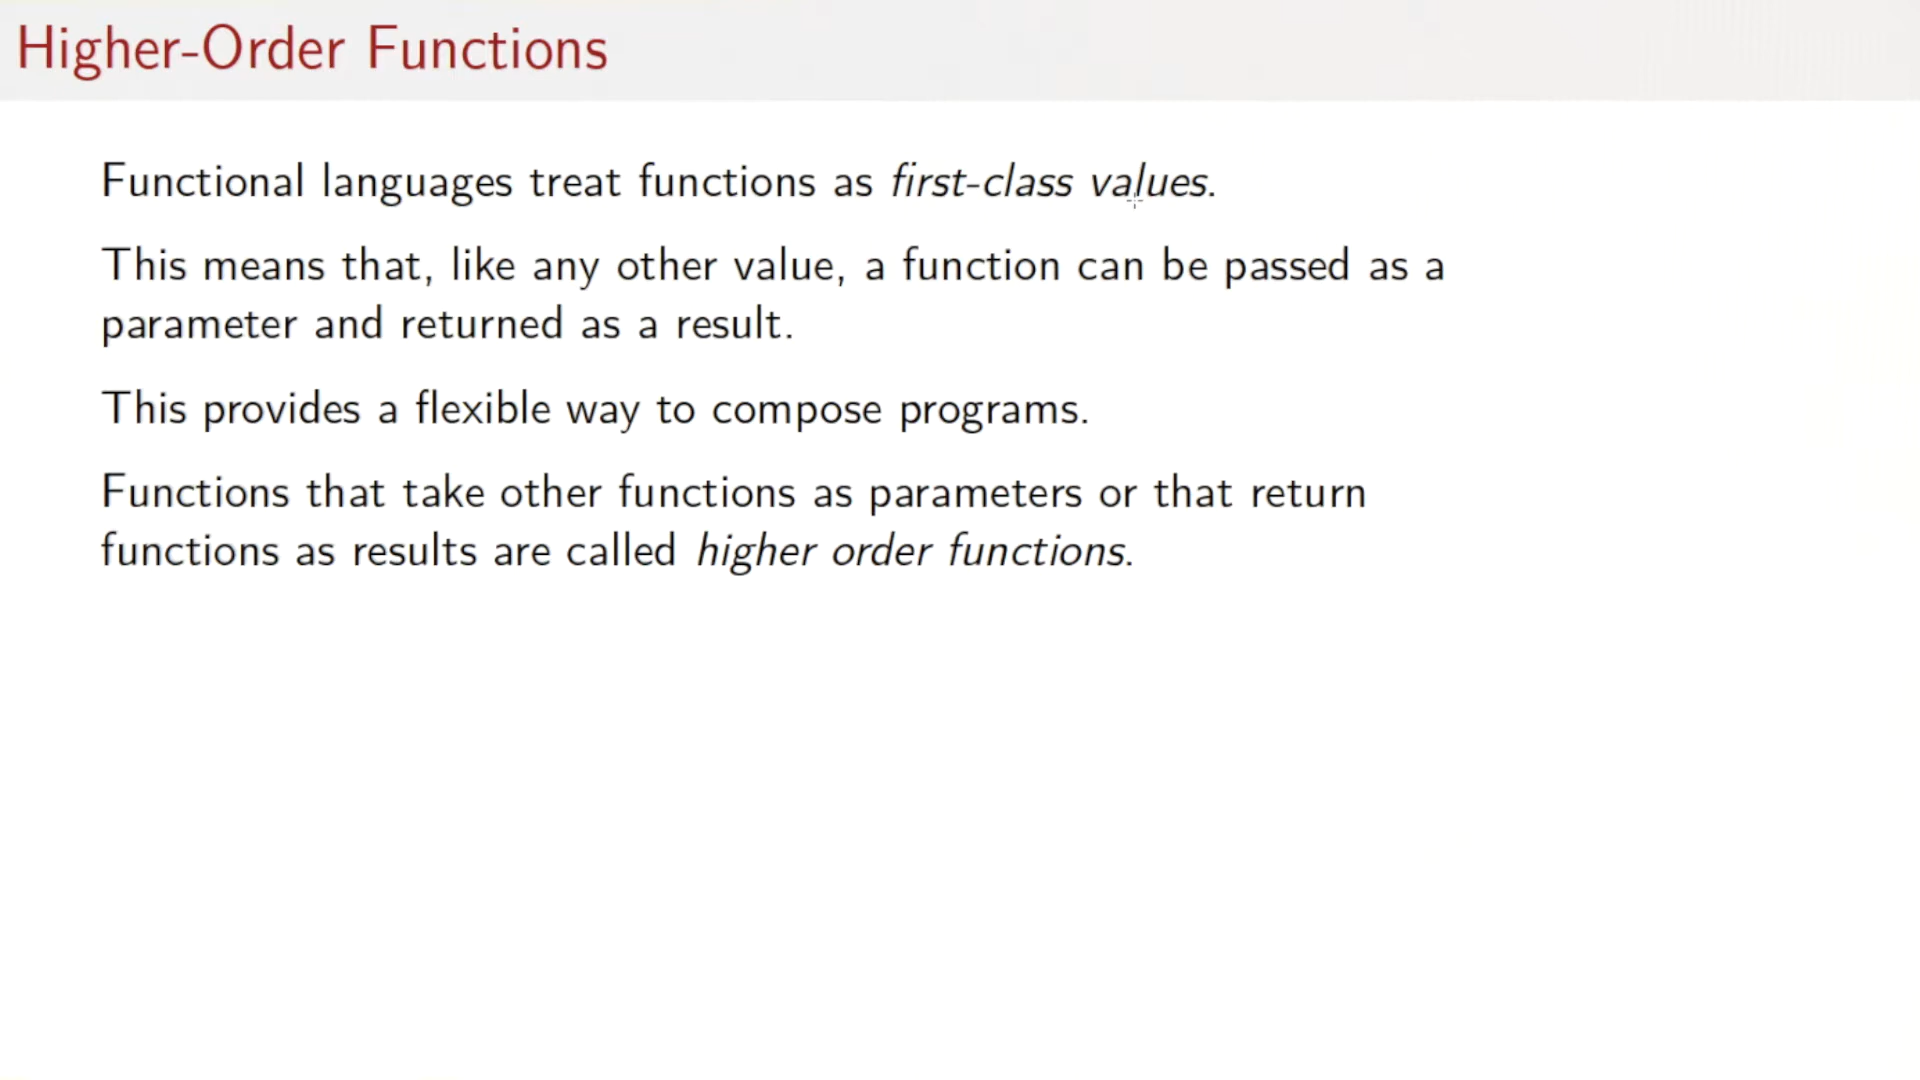 Higher-Order Functions
Functional languages treat functions as first-class values.
This means that, like any other value, a function can be passed as a
parameter and returned as a result.
This provides a flexible way to compose programs.
Functions that take other functions as parameters or that return
functions as results are called higher order functions.